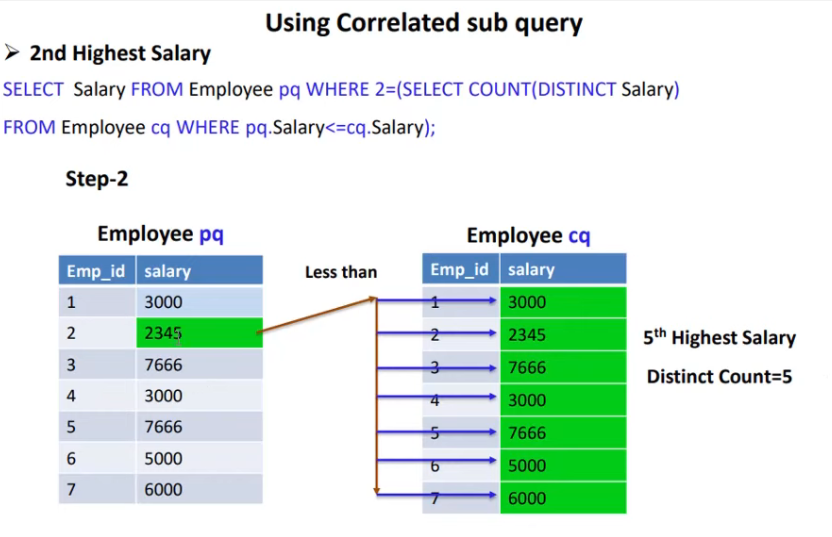 Using Correlated sub query
➢ 2nd Highest Salary
SELECT Salary FROM Employee pq WHERE 2=(SELECT COUNT(DISTINCT Salary)
FROM Employee cq WHERE pq.Salary<=cq.Salary);
Step-2
Employee pq
Emp_id salary
1 3000
2 2345
3 7666
4 3000
5 7666
6 5000
7 6000
Less than
Employee cq
Emp_id salary
1 3000
2 2345
3 7666
4 3000
5 7666
6 5000
7 6000
5th Highest Salary
Distinct Count=5